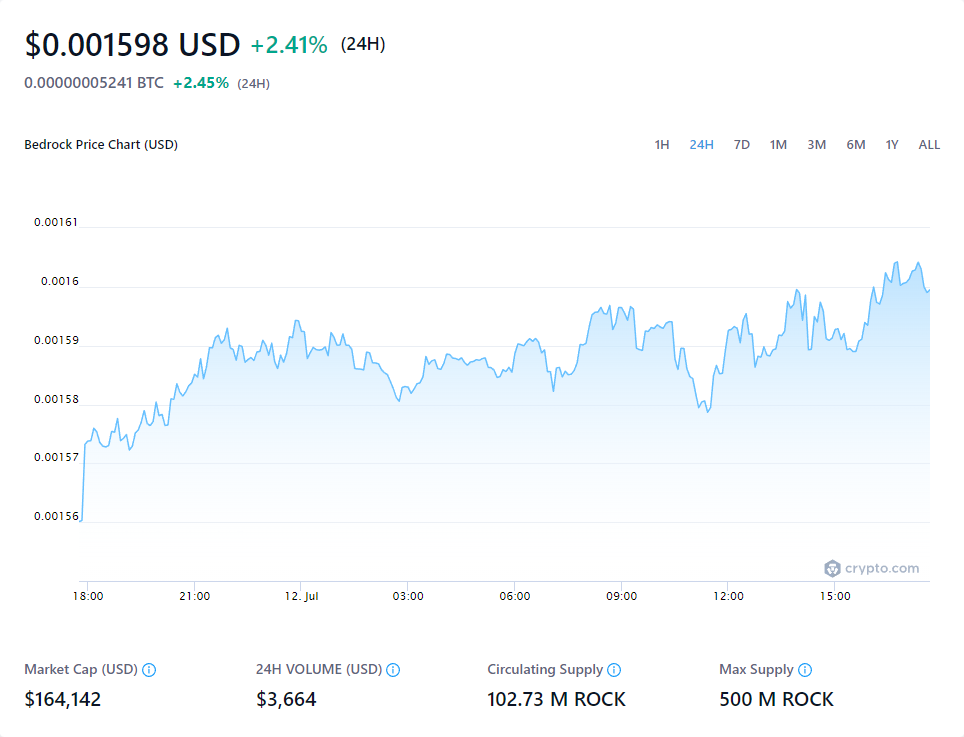 $0.001598 USD +2.41% (24H)
0.00000005241 BTC +2.45% (24H)
Bedrock Price Chart (USD) 1H 24H 7D 1M 3M 6M 1Y ALL
0.00161
0.0016
0.00159
0.00158
0.00157
0.00156
crypto.com
18:00 21:00 12. Jul 03:00 06:00 09:00 12:00 15:00
Market Cap (USD) 24H VOLUME (USD) Circulating Supply Max Supply
$164,142 $3,664 102.73 M ROCK 500 M ROCK